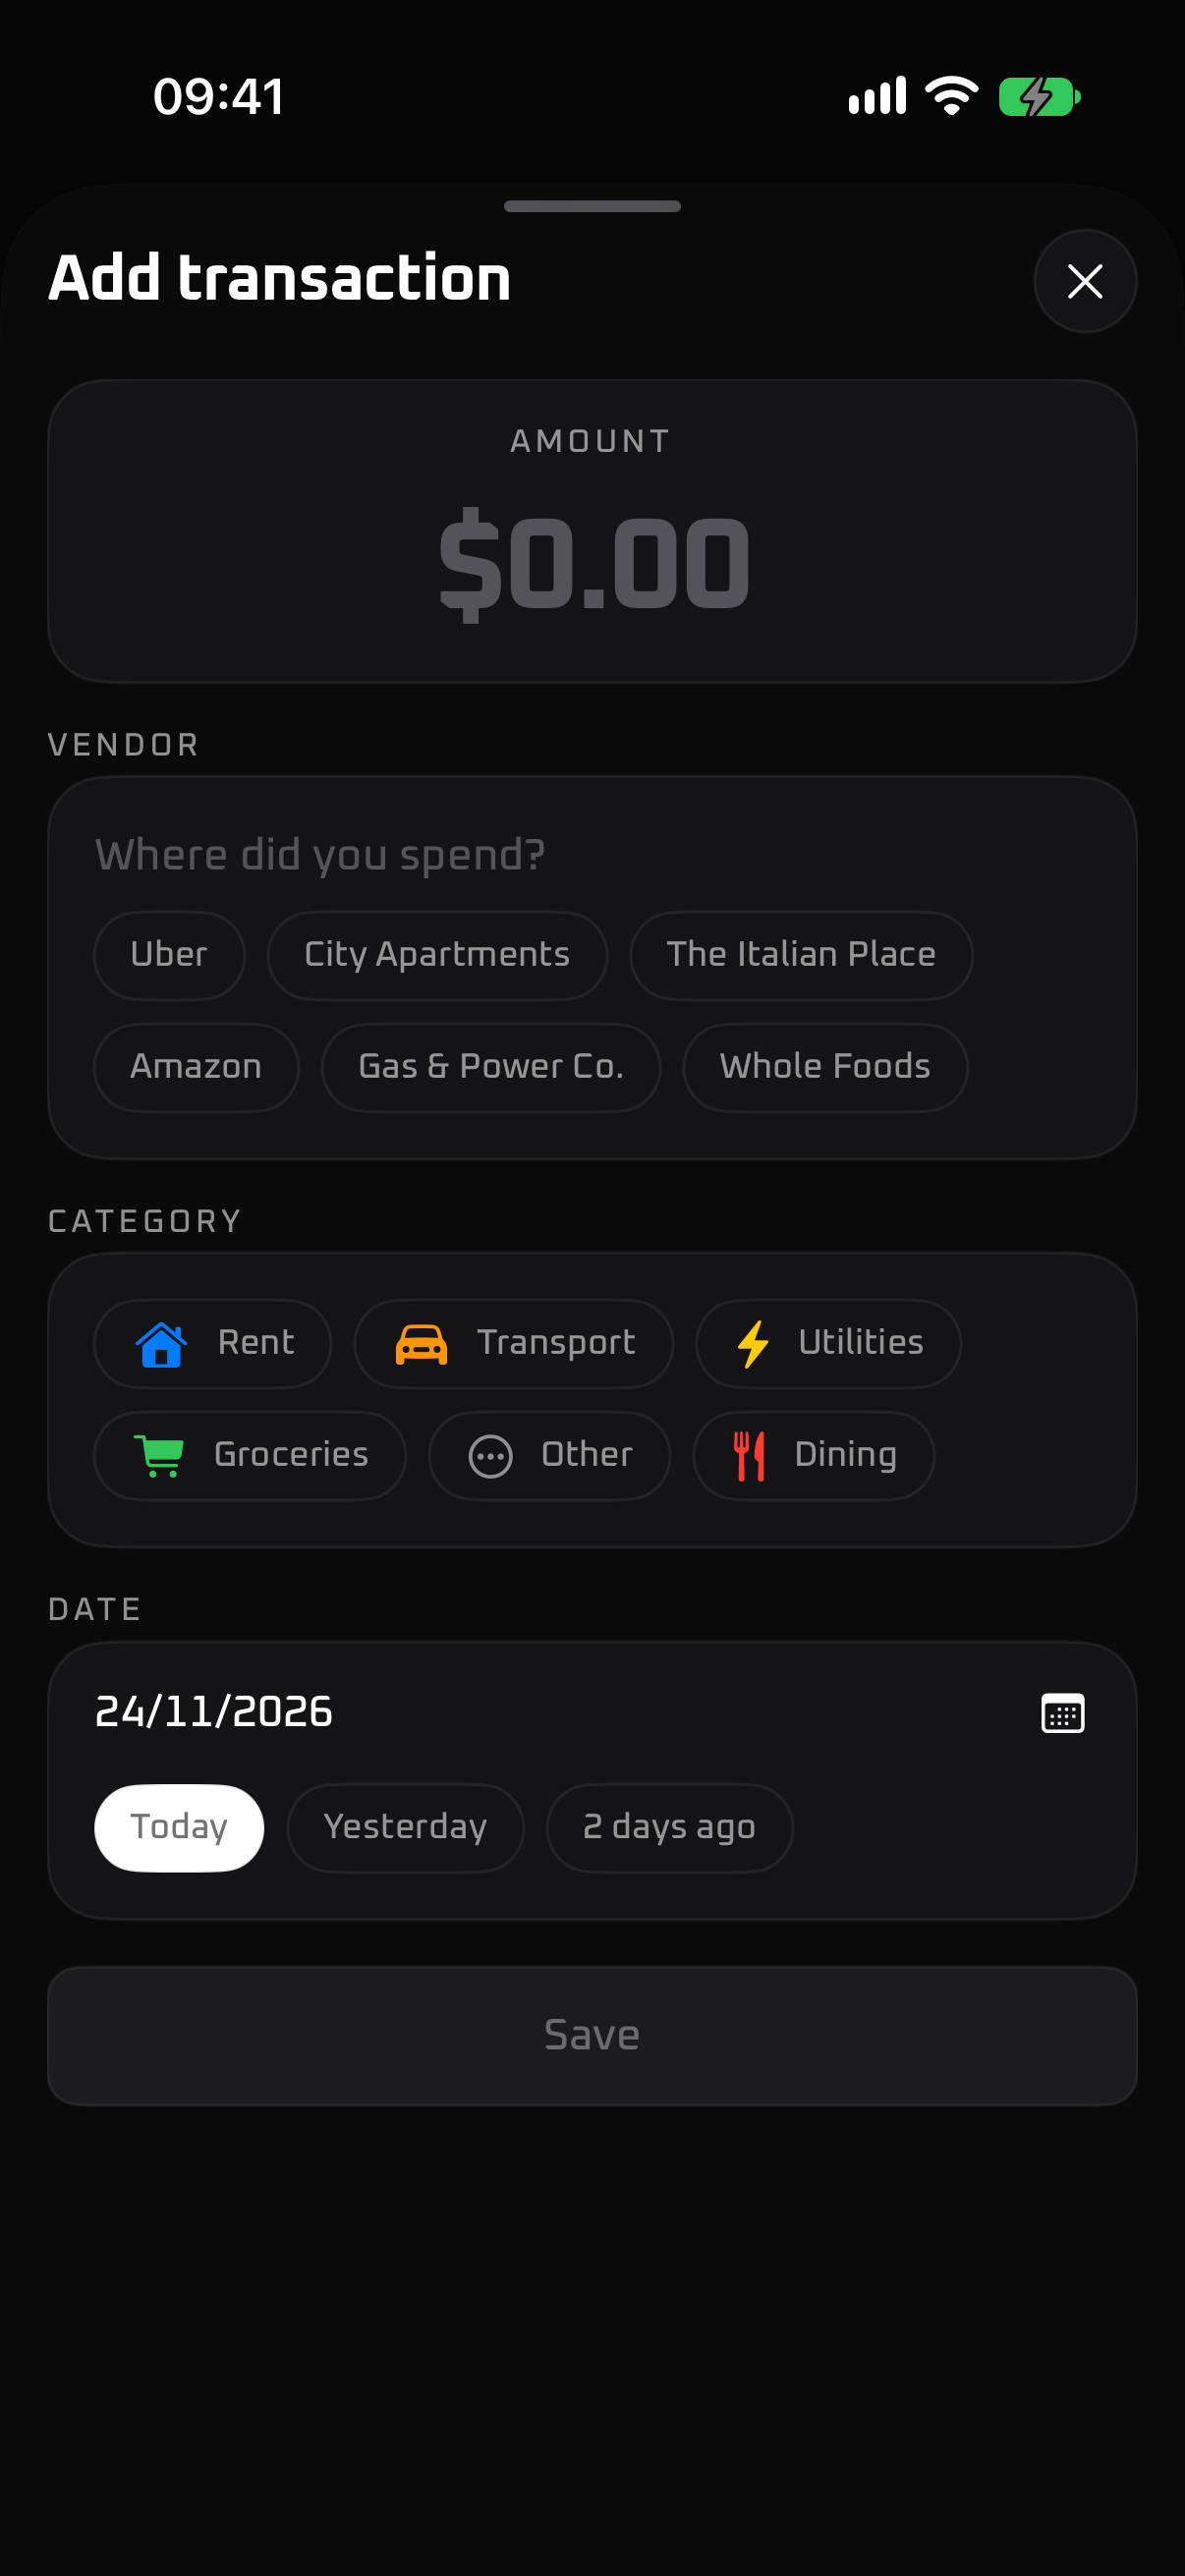 09:41
Add transaction
AMOUNT
$0.00
VENDOR
Where did you spend?
Uber City Apartments The Italian Place
Amazon Gas & Power Co. Whole Foods
CATEGORY
Rent Transport Utilities
Groceries Other Dining
DATE
24/11/2026
Today Yesterday 2 days ago
Save